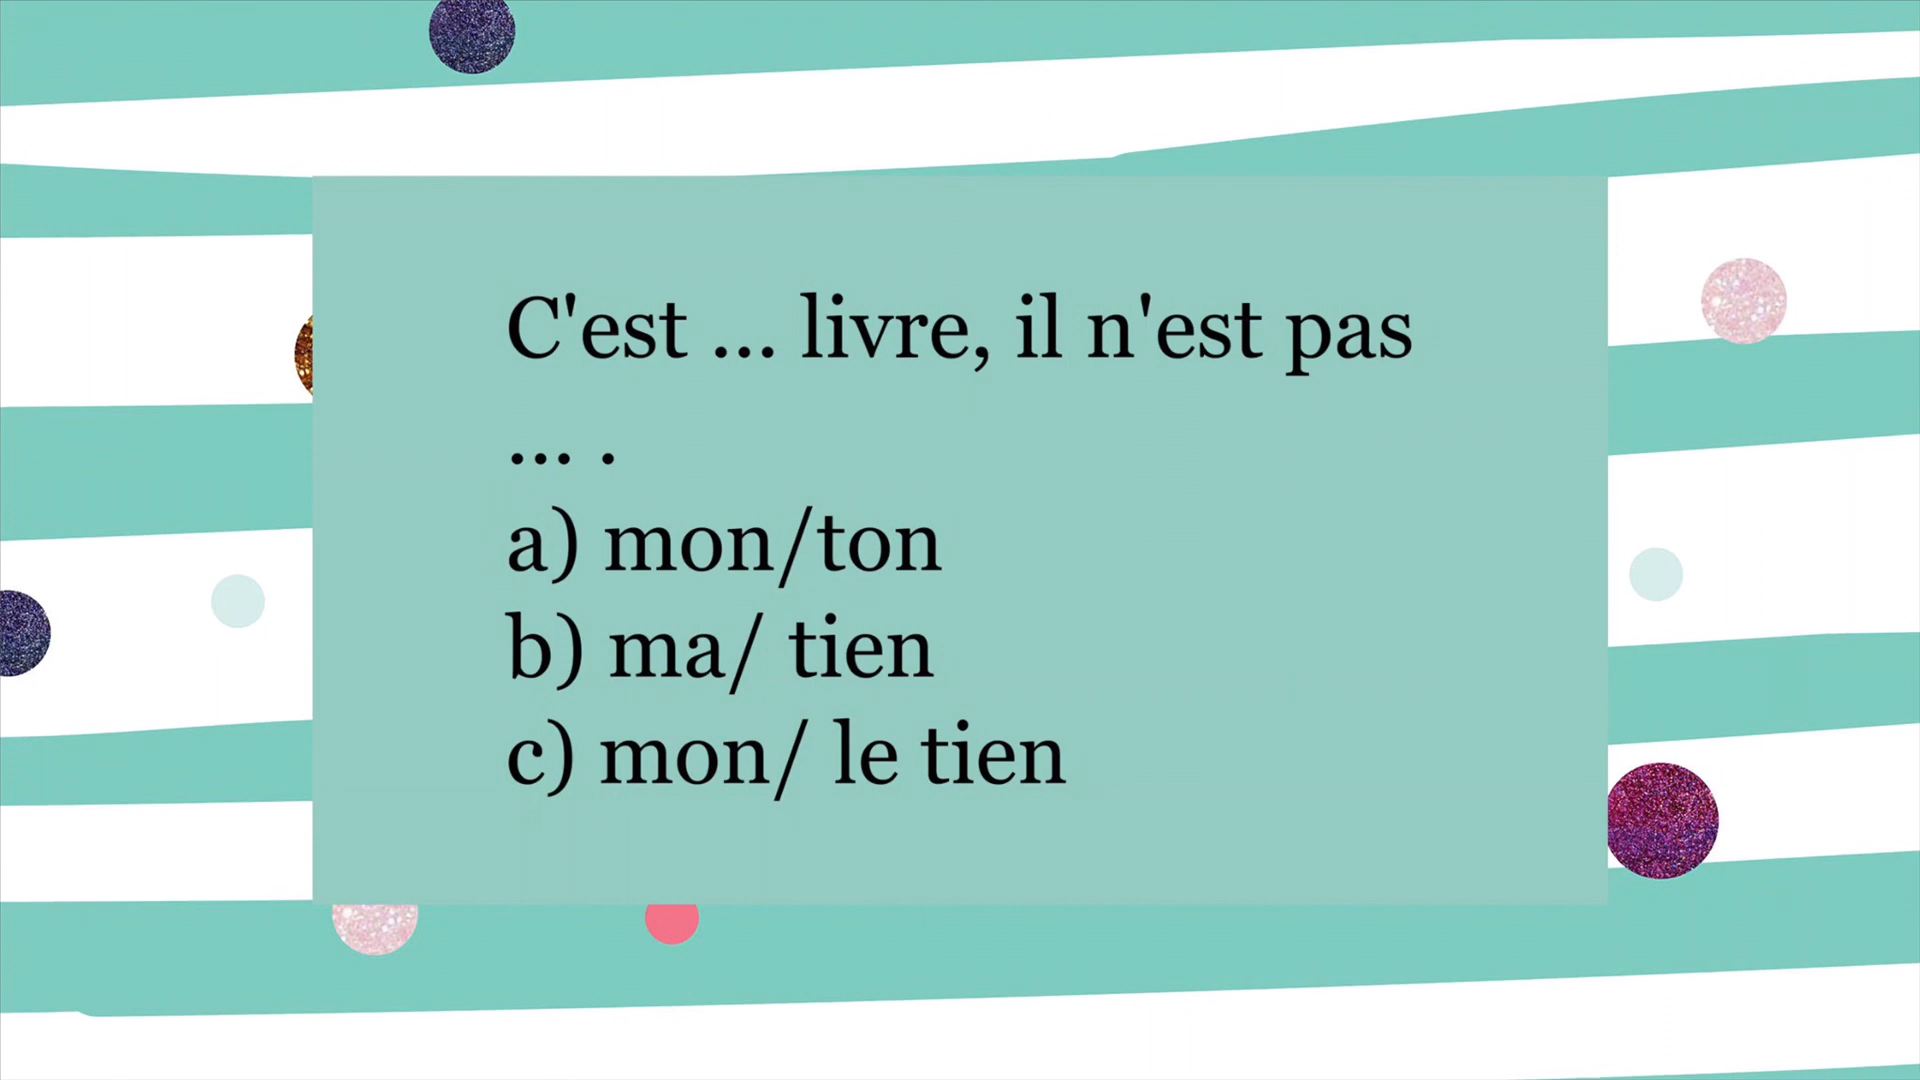 C'est ... livre, il n'est pas
... .
a) mon/ton
b) ma/ tien
c) mon/ le tien